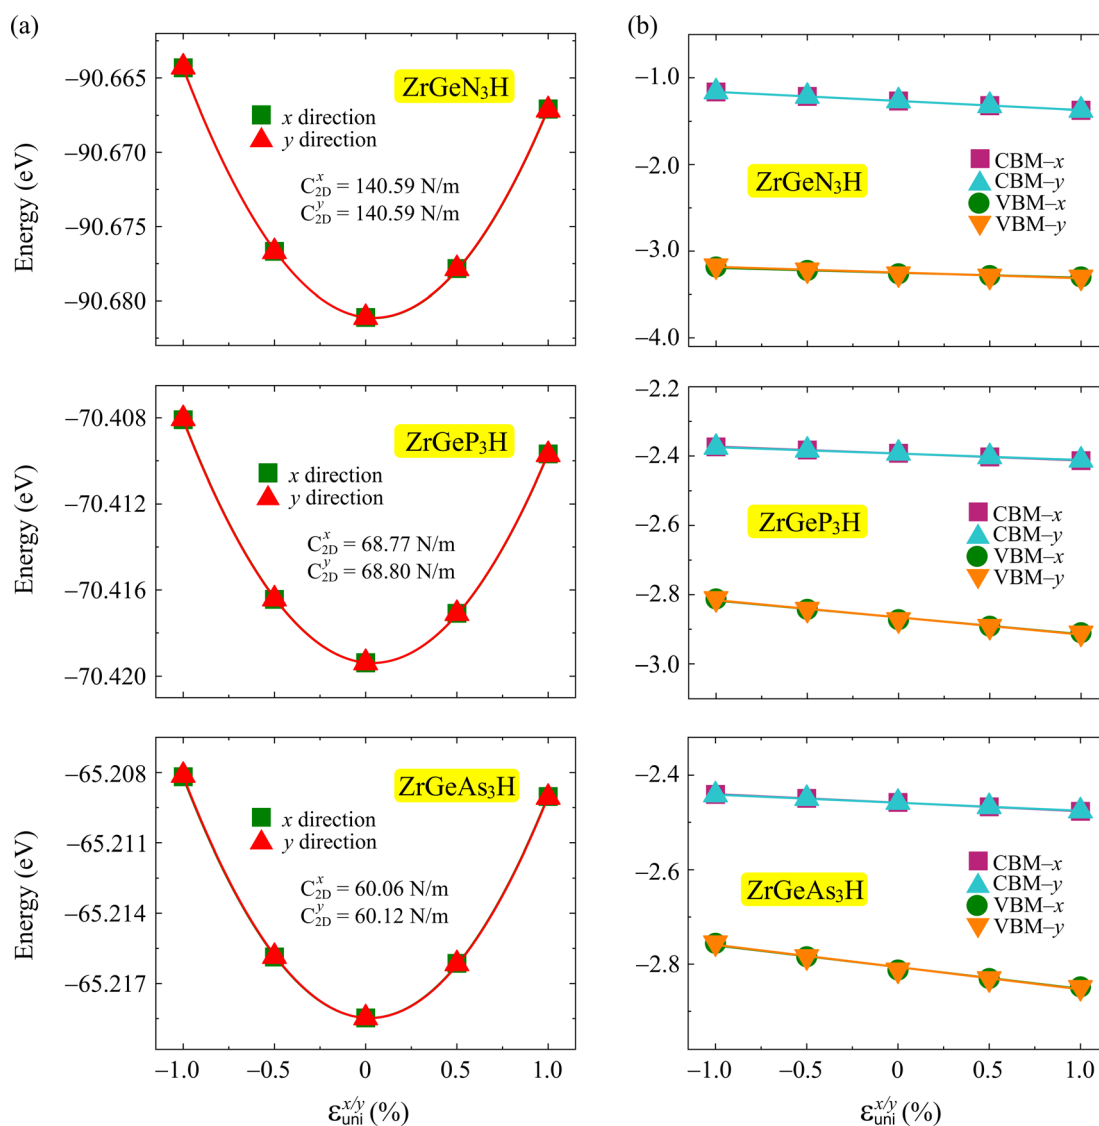 (a)
ZrGeN₃H
x direction
y direction
C₂Dˣ = 140.59 N/m
C₂Dʸ = 140.59 N/m
Energy (eV)
−90.665
−90.670
−90.675
−90.680
ZrGeP₃H
x direction
y direction
C₂Dˣ = 68.77 N/m
C₂Dʸ = 68.80 N/m
Energy (eV)
−70.408
−70.412
−70.416
−70.420
ZrGeAs₃H
x direction
y direction
C₂Dˣ = 60.06 N/m
C₂Dʸ = 60.12 N/m
Energy (eV)
−65.208
−65.211
−65.214
−65.217
−1.0 −0.5 0 0.5 1.0
εuniˣ/ʸ (%)
(b)
−1.0
−2.0
−3.0
−4.0
ZrGeN₃H
CBM–x
CBM–y
VBM–x
VBM–y
−2.2
−2.4
−2.6
−2.8
−3.0
ZrGeP₃H
CBM–x
CBM–y
VBM–x
VBM–y
−2.4
−2.6
−2.8
ZrGeAs₃H
CBM–x
CBM–y
VBM–x
VBM–y
−1.0 −0.5 0 0.5 1.0
εuniˣ/ʸ (%)